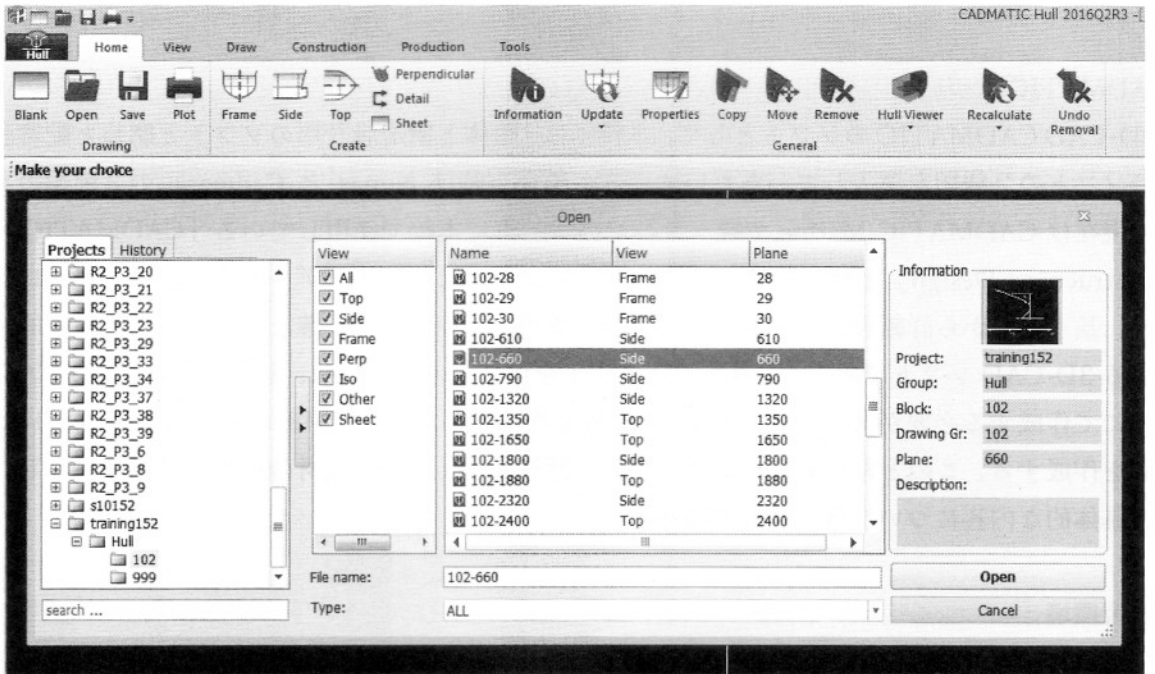 CADMATIC Hull 2016Q2R3 -[
Hull
Home View Draw Construction Production Tools
Blank Open Save Plot
Drawing
Frame Side Top
Perpendicular
Detail
Sheet
Create
Information Update Properties Copy Move Remove Hull Viewer Recalculate Undo Removal
General
Make your choice
Open
Projects History
R2_P3_20
R2_P3_21
R2_P3_22
R2_P3_23
R2_P3_29
R2_P3_33
R2_P3_34
R2_P3_37
R2_P3_38
R2_P3_39
R2_P3_6
R2_P3_8
R2_P3_9
s10152
training152
Hull
102
999
search ...
View
All
Top
Side
Frame
Perp
Iso
Other
Sheet
Name View Plane
102-28 Frame 28
102-29 Frame 29
102-30 Frame 30
102-610 Side 610
102-660 Side 660
102-790 Side 790
102-1320 Side 1320
102-1350 Top 1350
102-1650 Top 1650
102-1800 Side 1800
102-1880 Top 1880
102-2320 Side 2320
102-2400 Top 2400
File name: 102-660
Type: ALL
Information
Project: training152
Group: Hull
Block: 102
Drawing Gr: 102
Plane: 660
Description:
Open
Cancel